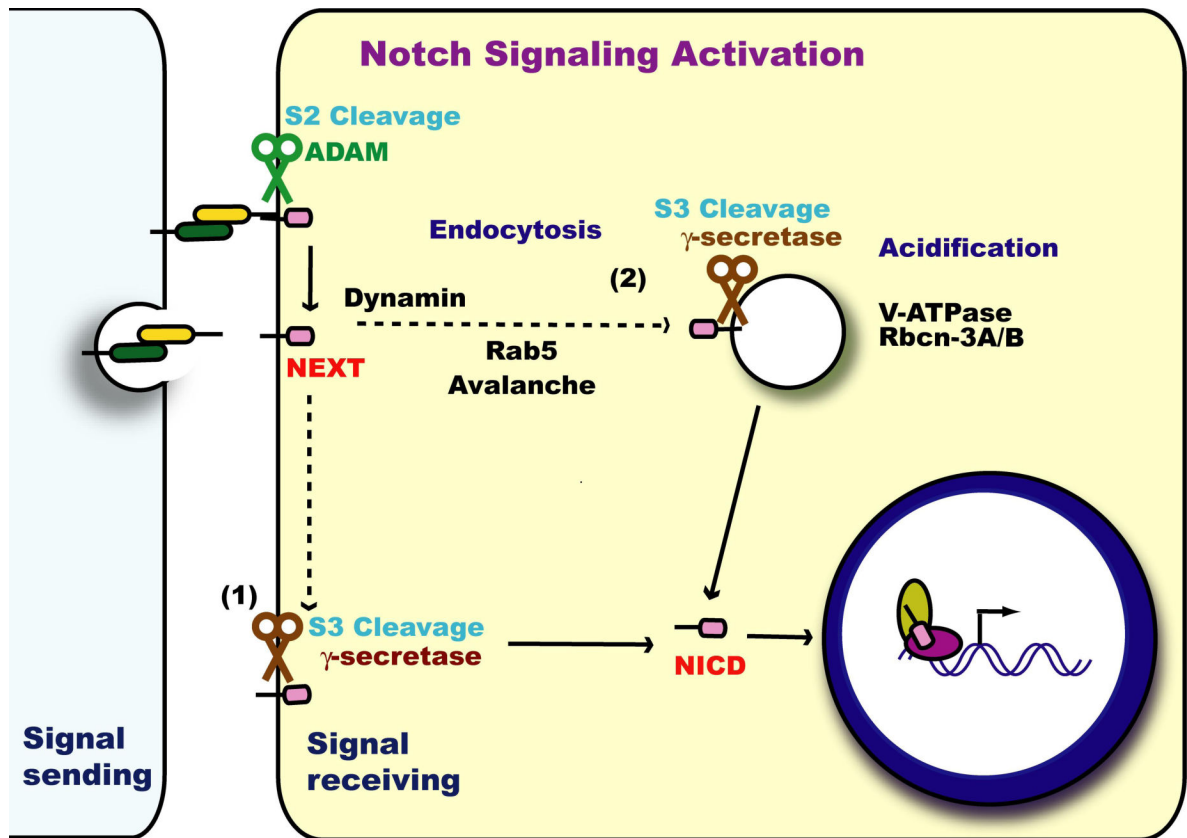 Notch Signaling Activation
S2 Cleavage
ADAM
Endocytosis
S3 Cleavage
γ-secretase
Acidification
(2)
Dynamin
V-ATPase
Rbcn-3A/B
Rab5
Avalanche
NEXT
(1)
S3 Cleavage
γ-secretase
NICD
Signal
sending
Signal
receiving